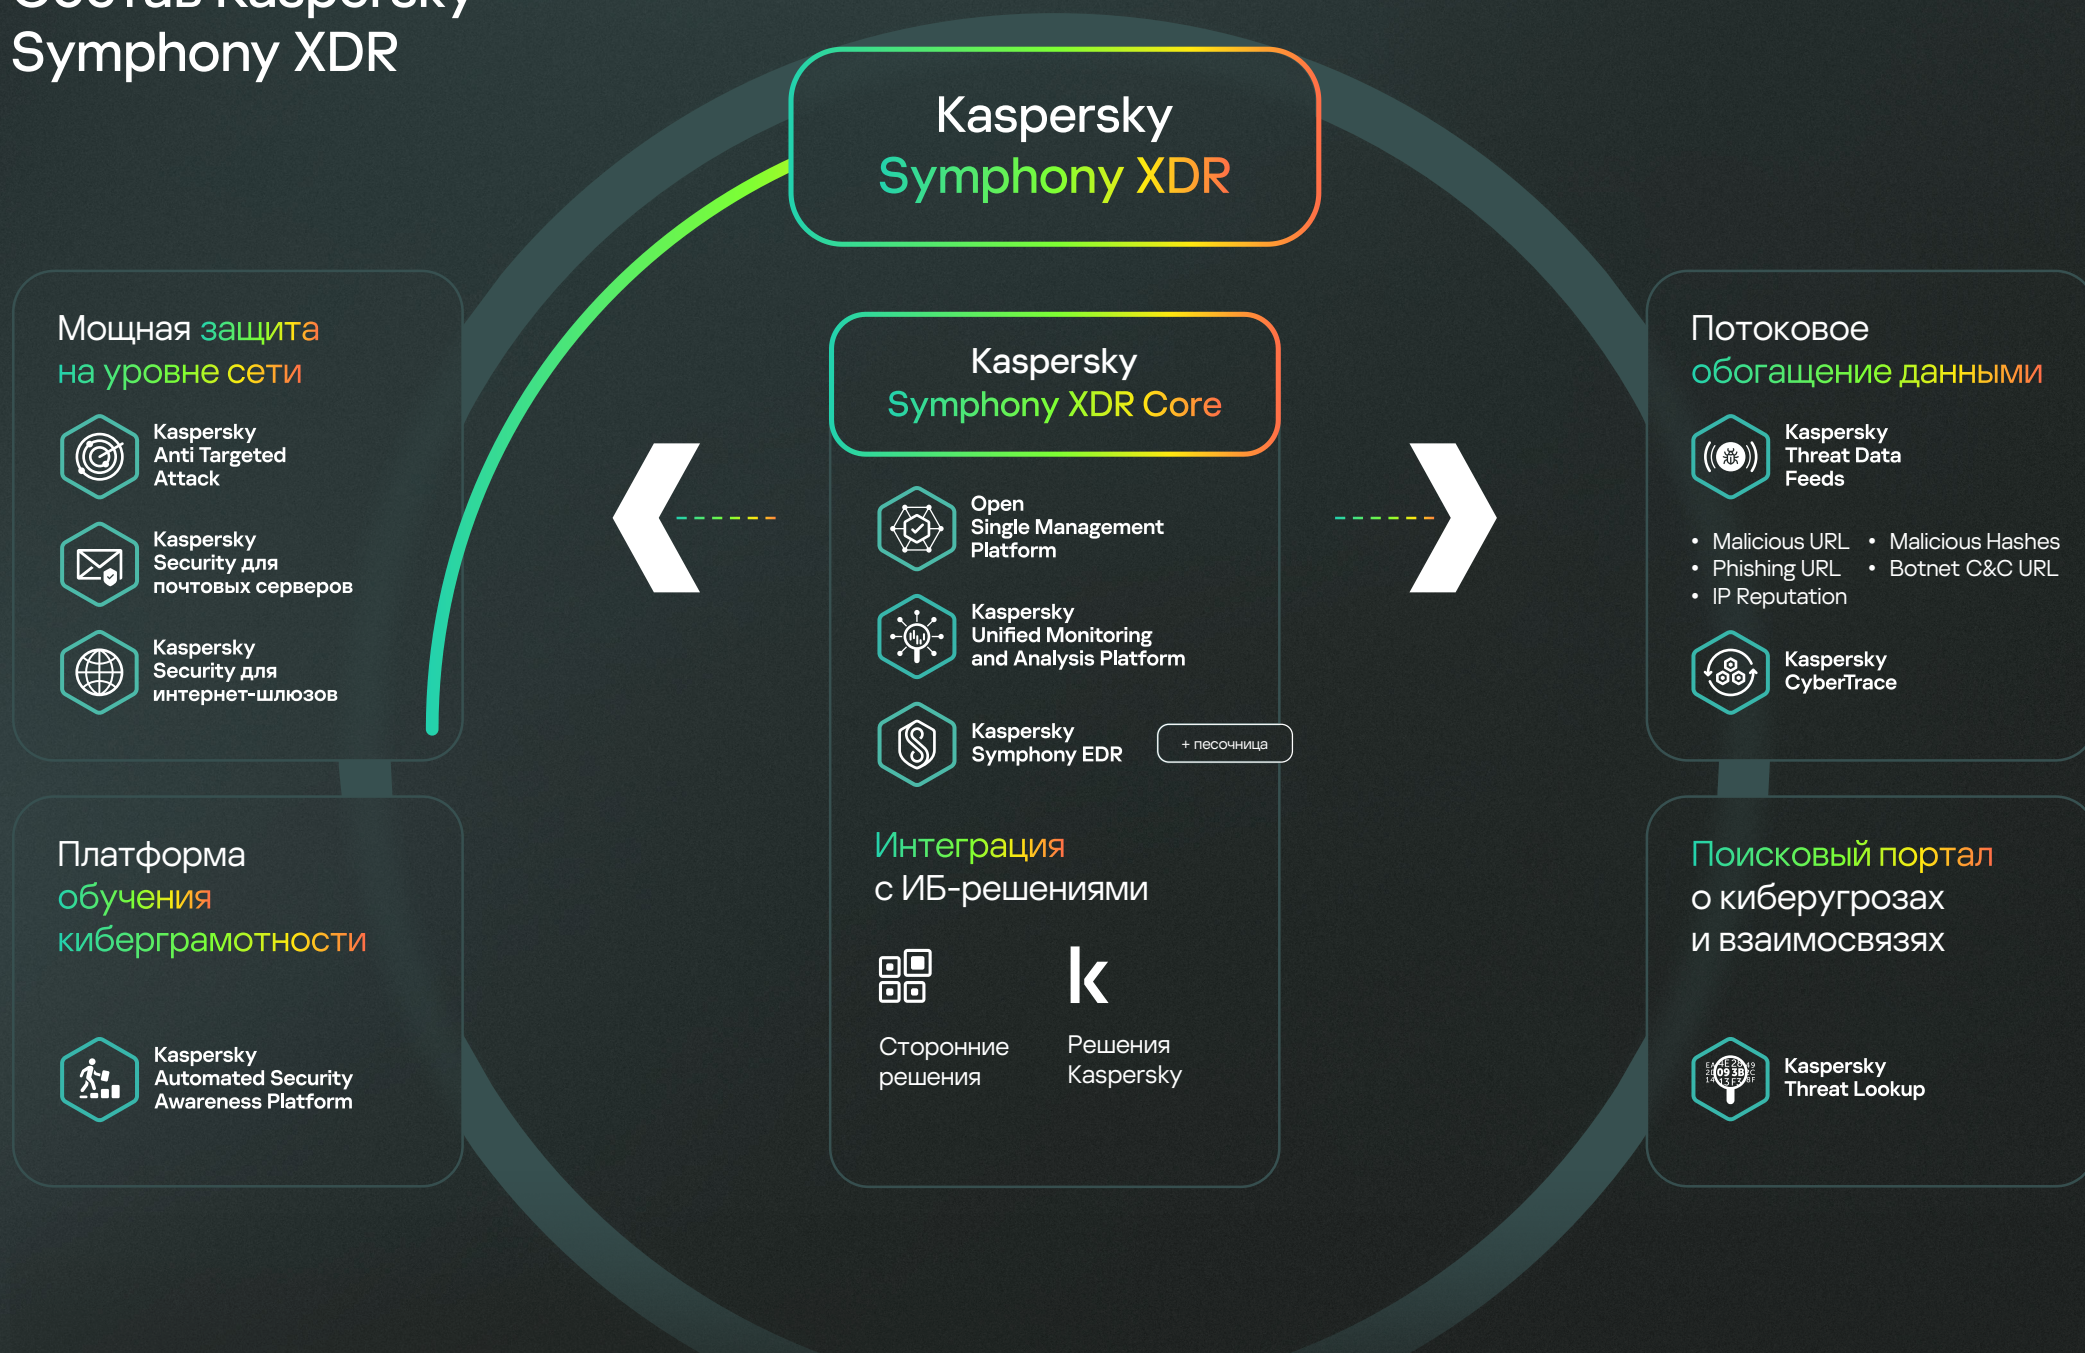 Состав Kaspersky
Symphony XDR
Kaspersky
Symphony XDR
Мощная защита
на уровне сети
Kaspersky
Anti Targeted
Attack
Kaspersky
Security для
почтовых серверов
Kaspersky
Security для
интернет-шлюзов
Платформа
обучения
киберграмотности
Kaspersky
Automated Security
Awareness Platform
Kaspersky
Symphony XDR Core
Open
Single Management
Platform
Kaspersky
Unified Monitoring
and Analysis Platform
Kaspersky
Symphony EDR
+ песочница
Интеграция
с ИБ-решениями
Сторонние
решения
k
Решения
Kaspersky
Потоковое
обогащение данными
Kaspersky
Threat Data
Feeds
• Malicious URL • Malicious Hashes
• Phishing URL • Botnet C&C URL
• IP Reputation
Kaspersky
CyberTrace
Поисковый портал
о киберугрозах
и взаимосвязях
Kaspersky
Threat Lookup